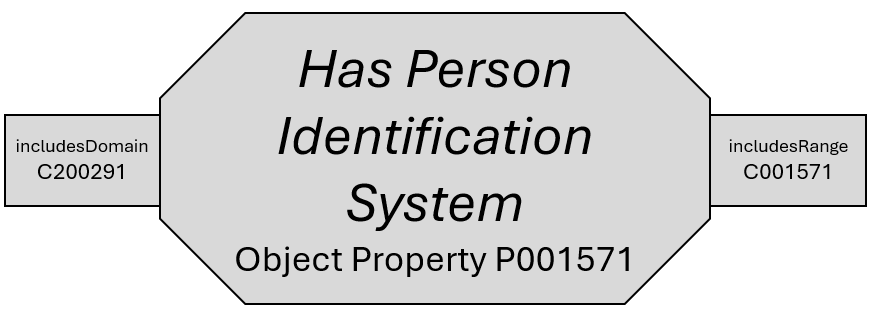 includesDomain
C200291
Has Person
Identification
System
Object Property P001571
includesRange
C001571